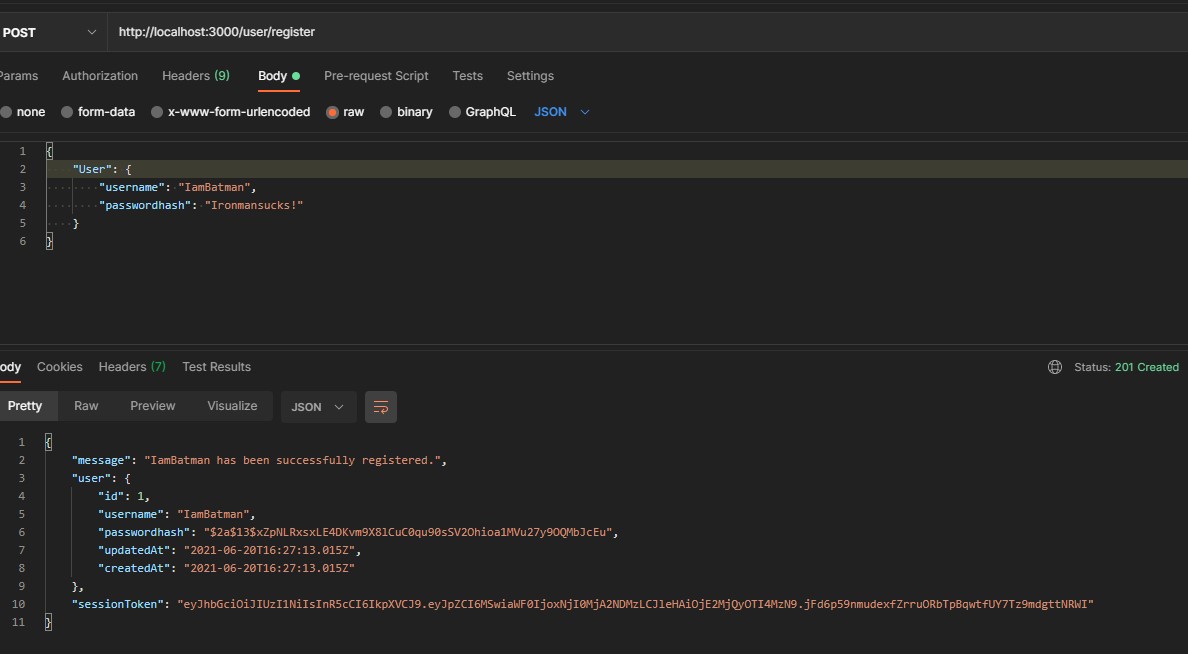 POST http://localhost:3000/user/register
Params Authorization Headers (9) Body Pre-request Script Tests Settings
none form-data x-www-form-urlencoded raw binary GraphQL JSON
1 {
2 "User": {
3 "username": "IamBatman",
4 "passwordhash": "Ironmansucks!"
5 }
6 }
ody Cookies Headers (7) Test Results Status: 201 Created
Pretty Raw Preview Visualize JSON
1 {
2 "message": "IamBatman has been successfully registered.",
3 "user": {
4 "id": 1,
5 "username": "IamBatman",
6 "passwordhash": "$2a$13$xZpNLRxsxLE4DKvm9X8lCuC0qu90sSV2Ohioa1MVu27y9OQMbJcEu",
7 "updatedAt": "2021-06-20T16:27:13.015Z",
8 "createdAt": "2021-06-20T16:27:13.015Z"
9 },
10 "sessionToken": "eyJhbGciOiJIUzI1NiIsInR5cCI6IkpXVCJ9.eyJpZCI6MSwiaWF0IjoxNjI0MjA2NDMzLCJleHAiOjE2MjQyOTI4MzN9.jFd6p59nmudexfZrruORbTpBqwtfUY7Tz9mdgttNRWI"
11 }